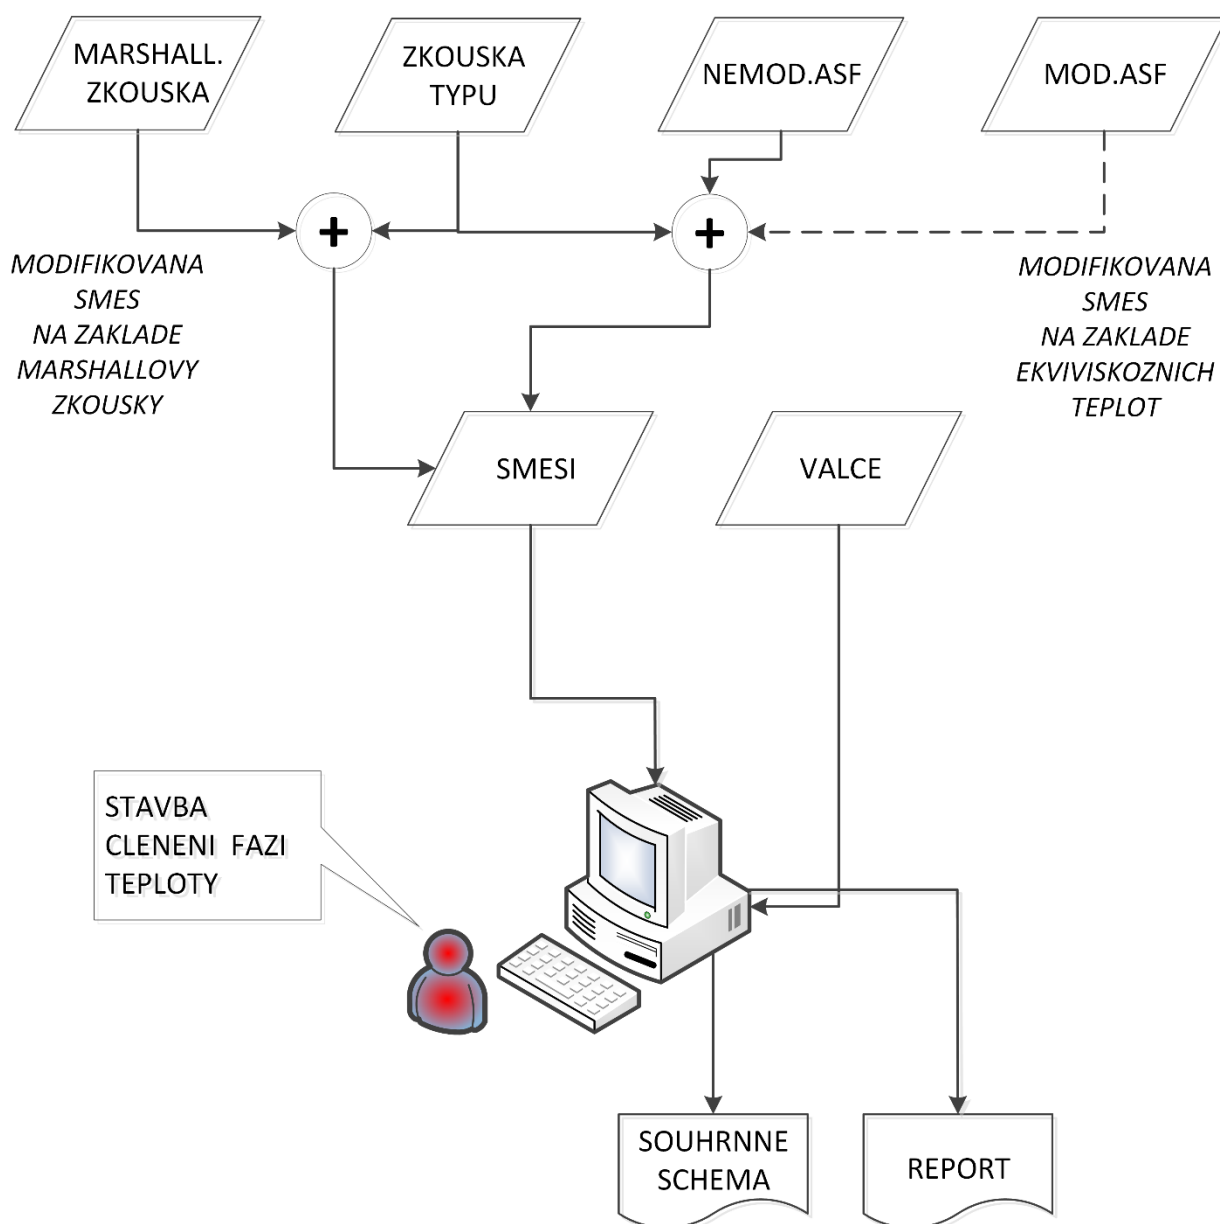 MARSHALL.
ZKOUSKA
ZKOUSKA
TYPU
NEMOD.ASF
MOD.ASF
+
+
MODIFIKOVANA
SMES
NA ZAKLADE
MARSHALLOVY
ZKOUSKY
MODIFIKOVANA
SMES
NA ZAKLADE
EKVIVISKOZNICH
TEPLOT
SMESI
VALCE
STAVBA
CLENENI FAZI
TEPLOTY
SOUHRNNE
SCHEMA
REPORT